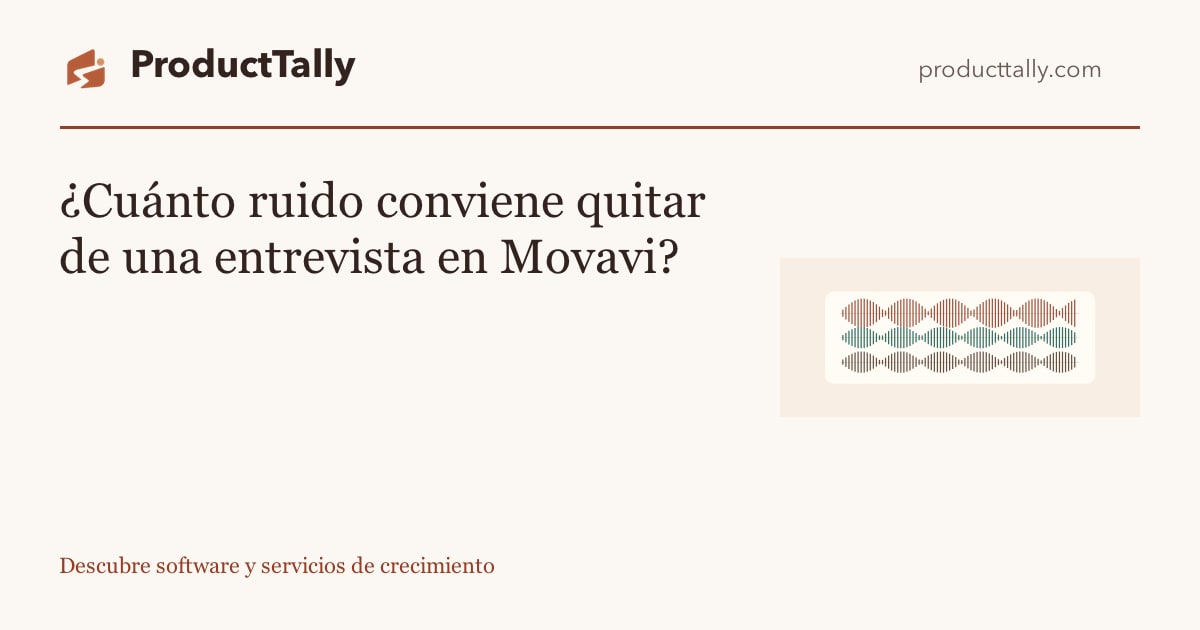 ProductTally
producttally.com
¿Cuánto ruido conviene quitar
de una entrevista en Movavi?
Descubre software y servicios de crecimiento